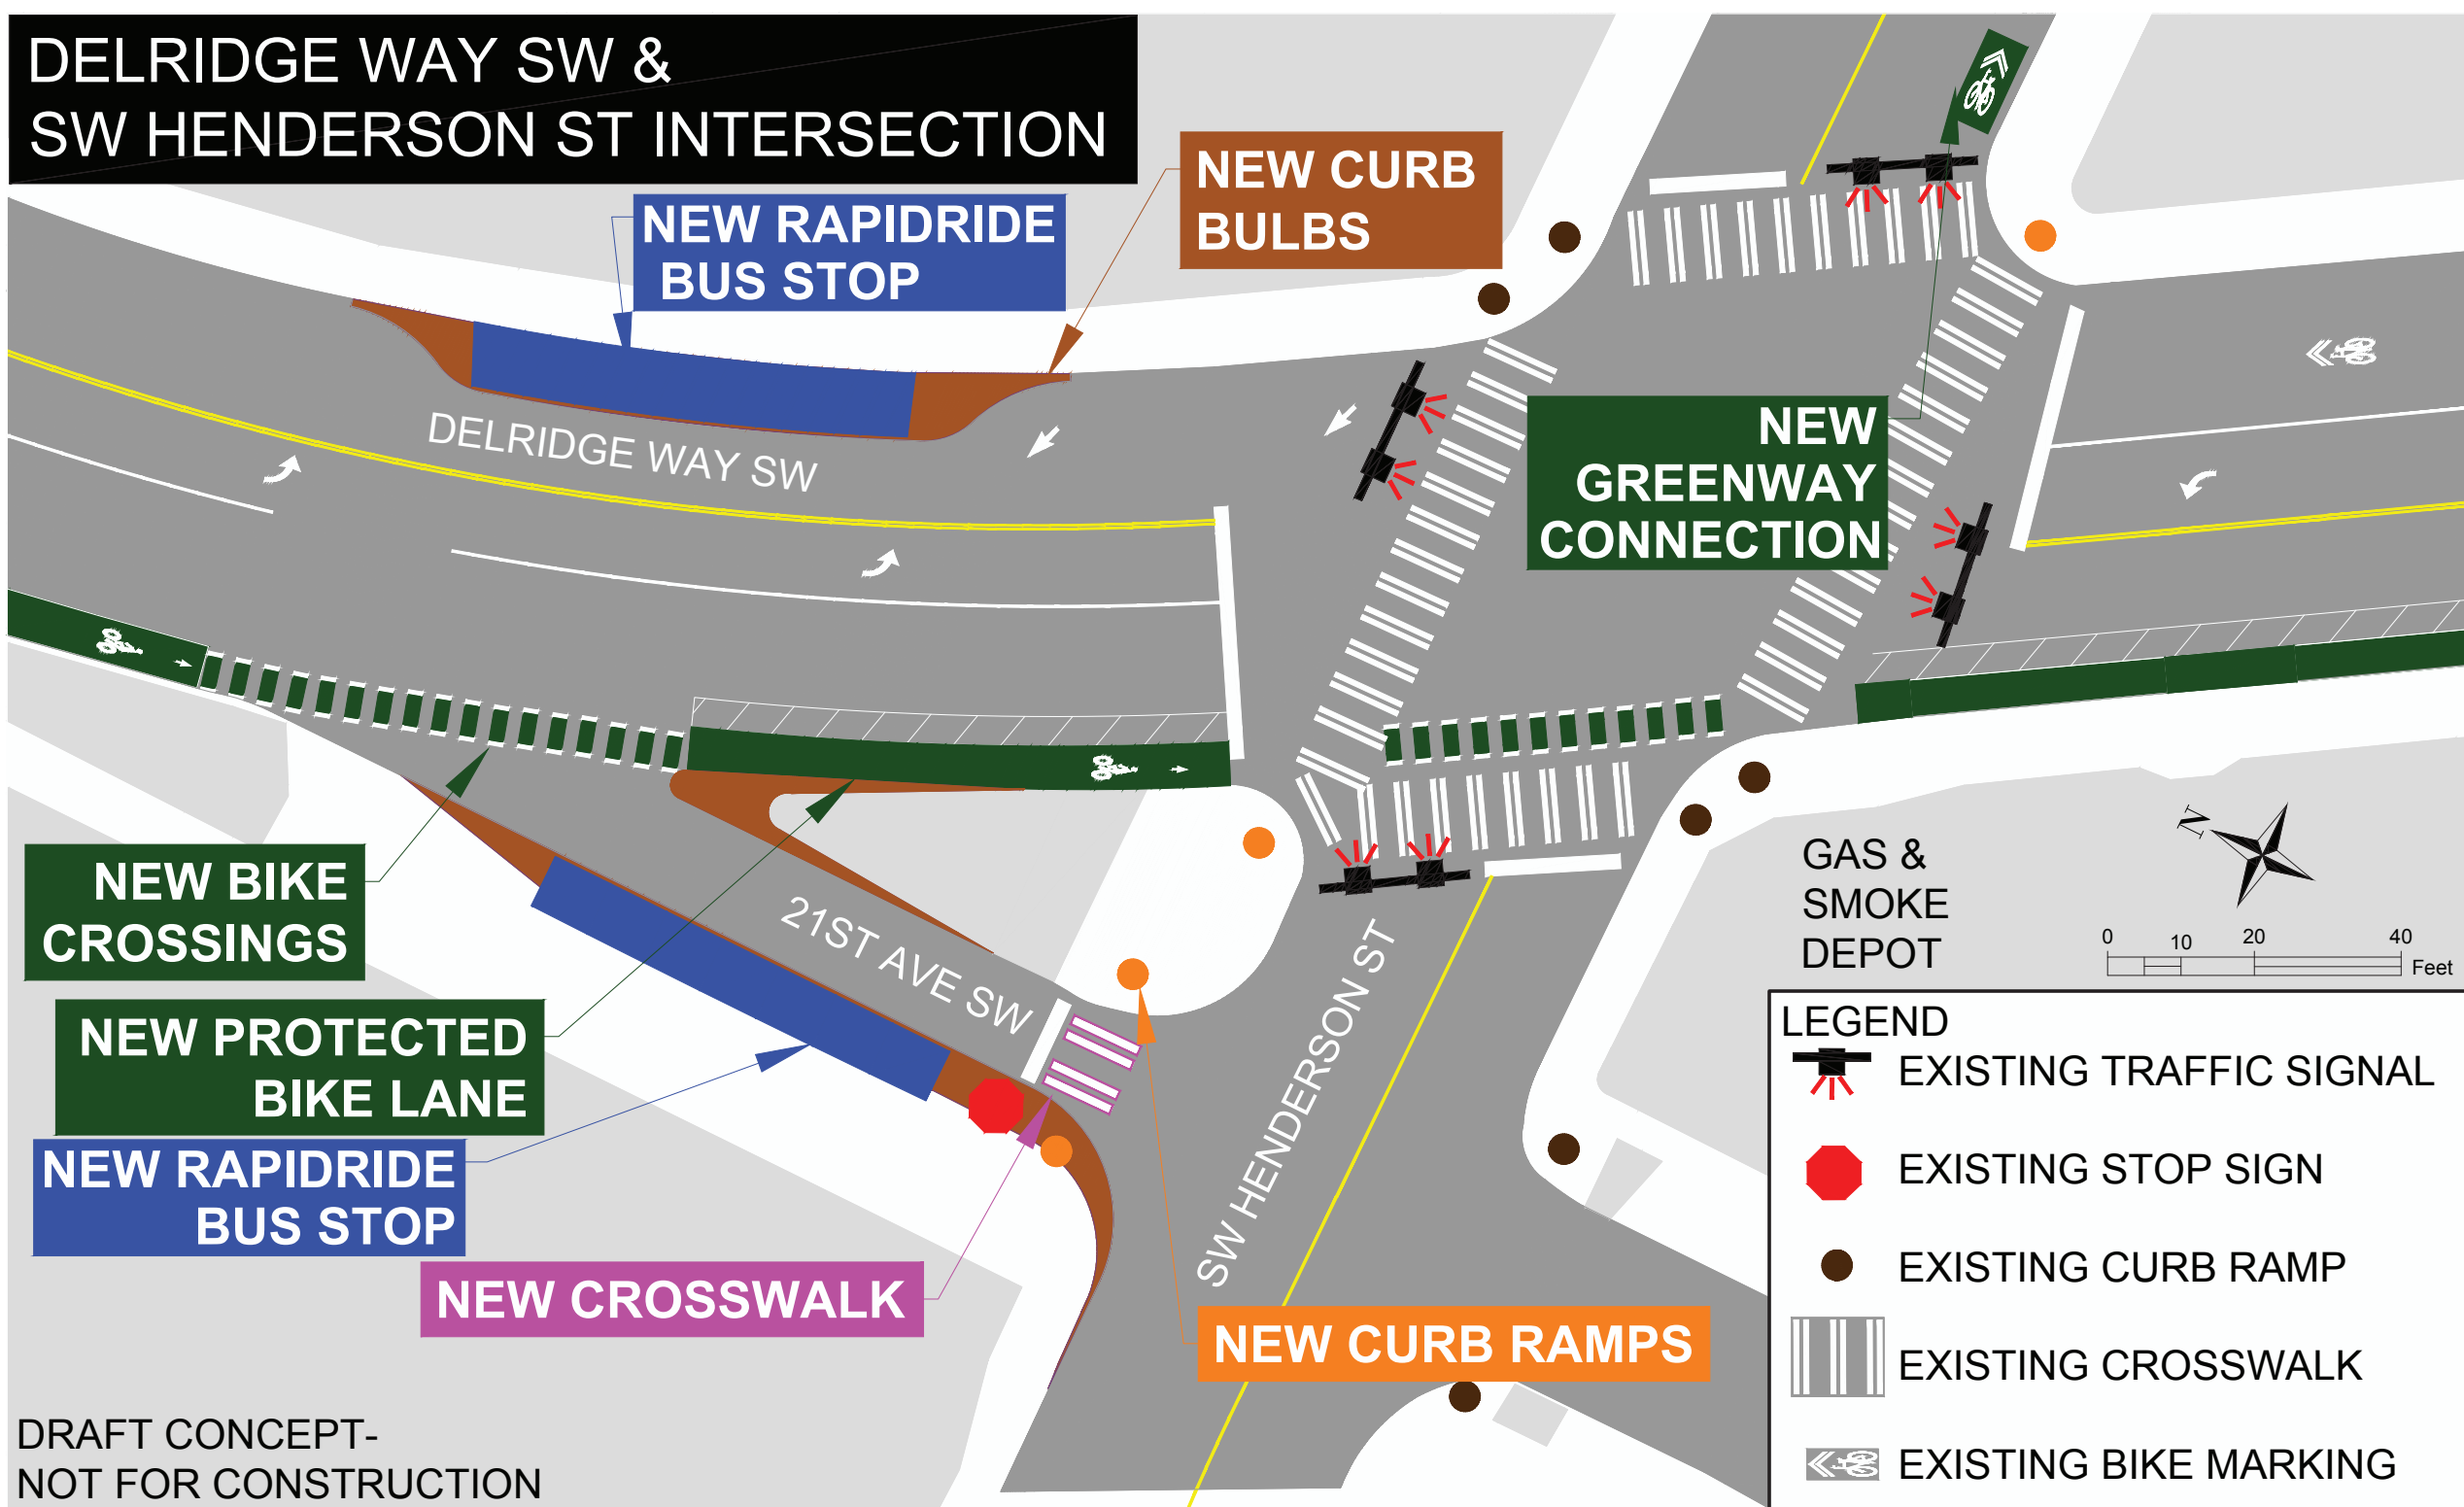 DELRIDGE WAY SW &
SW HENDERSON ST INTERSECTION
NEW RAPIDRIDE
BUS STOP
NEW CURB
BULBS
DELRIDGE WAY SW
NEW
GREENWAY
CONNECTION
NEW BIKE
CROSSINGS
NEW PROTECTED
BIKE LANE
NEW RAPIDRIDE
BUS STOP
21ST AVE SW
NEW CROSSWALK
SW HENDERSON ST
NEW CURB RAMPS
GAS &
SMOKE
DEPOT
N
0 10 20 40
Feet
LEGEND
EXISTING TRAFFIC SIGNAL
EXISTING STOP SIGN
EXISTING CURB RAMP
EXISTING CROSSWALK
EXISTING BIKE MARKING
DRAFT CONCEPT-
NOT FOR CONSTRUCTION